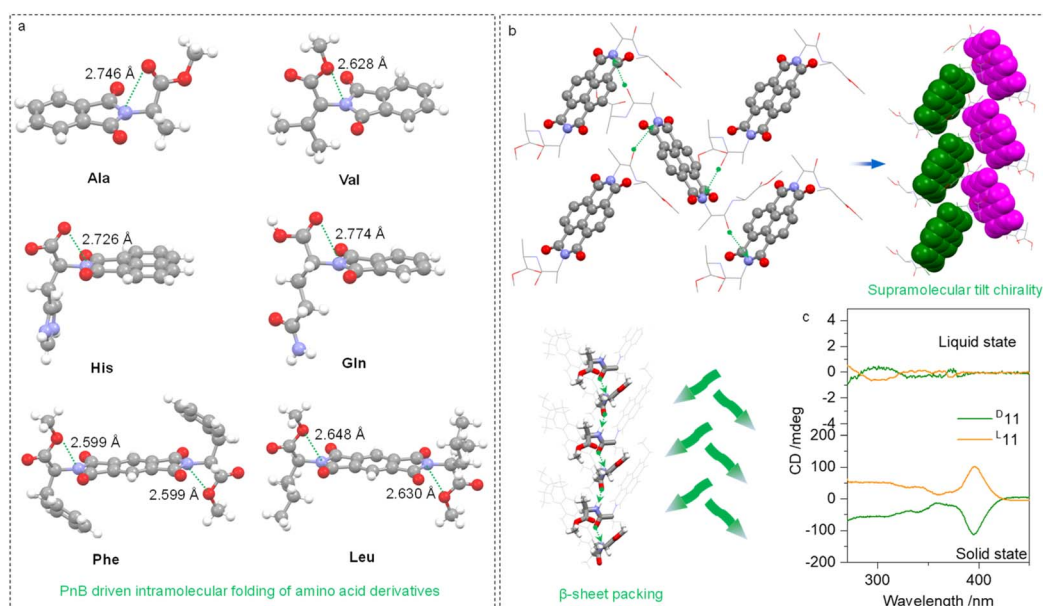 a
2.746 Å
2.628 Å
Ala
Val
2.726 Å
2.774 Å
His
Gln
2.599 Å
2.599 Å
2.648 Å
2.630 Å
Phe
Leu
PnB driven intramolecular folding of amino acid derivatives
b
Supramolecular tilt chirality
β-sheet packing
c
Liquid state
4
2
0
-2
-4
D11
L11
200
100
0
-100
-200
Solid state
CD /mdeg
300
400
Wavelength /nm